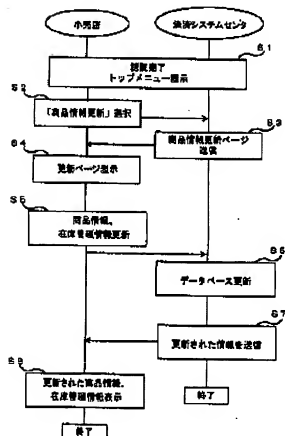 小売店
決済システムセンタ
S1
認証完了
トップメニュー表示
S2
「商品情報更新」選択
S3
商品情報更新ページ
送信
S4
更新ページ表示
S5
商品情報、
在庫管理情報更新
S6
データベース更新
S7
更新された情報を送信
S8
更新された商品情報、
在庫管理情報表示
終了
終了